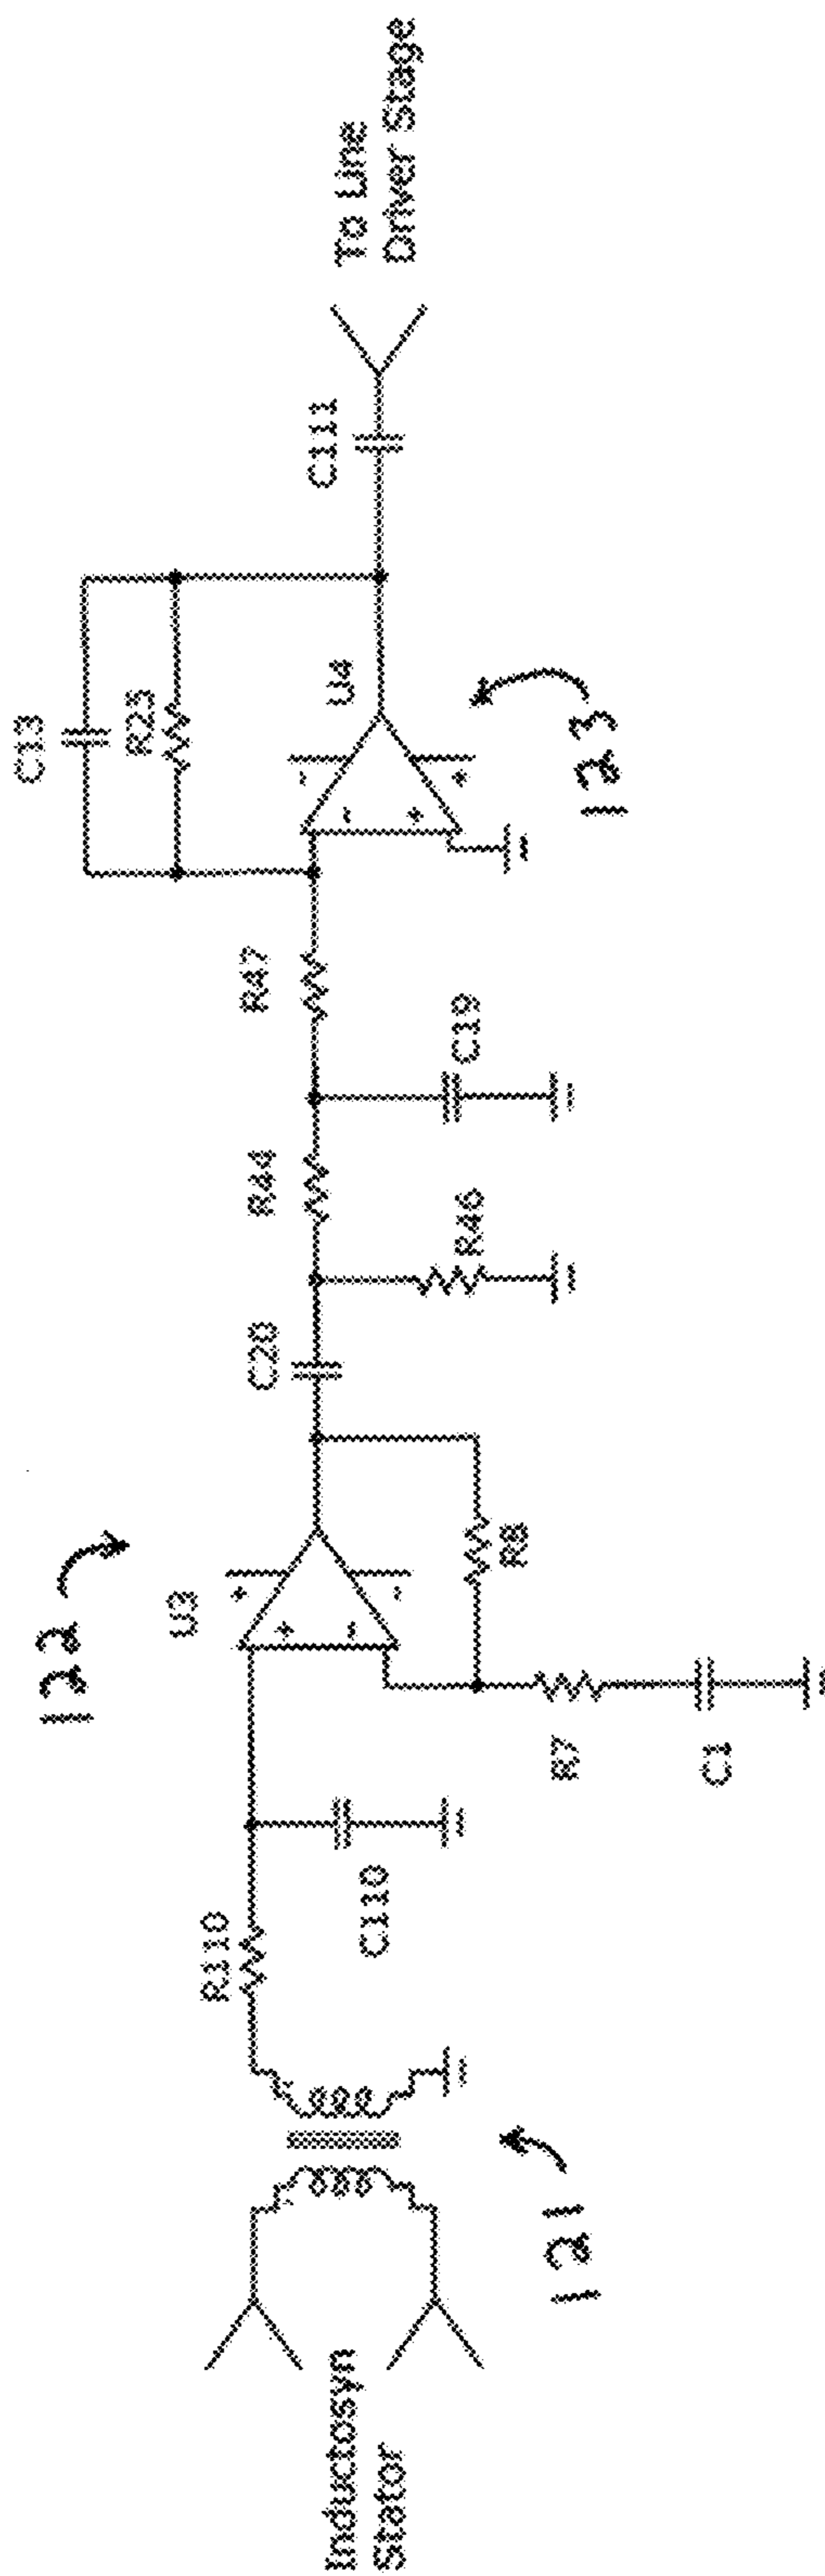 Inductosyn
Stator
121
R110
C110
122
U3
R7
C1
R8
C20
R46
R44
C19
R47
C13
R25
U4
123
C111
To Line
Driver Stage